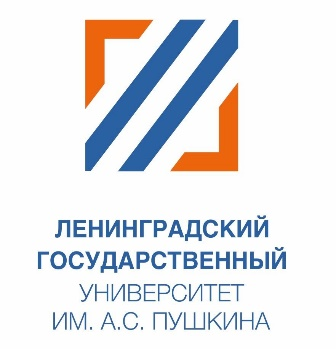 ЛЕНИНГРАДСКИЙ
ГОСУДАРСТВЕННЫЙ
УНИВЕРСИТЕТ
ИМ. А.С. ПУШКИНА